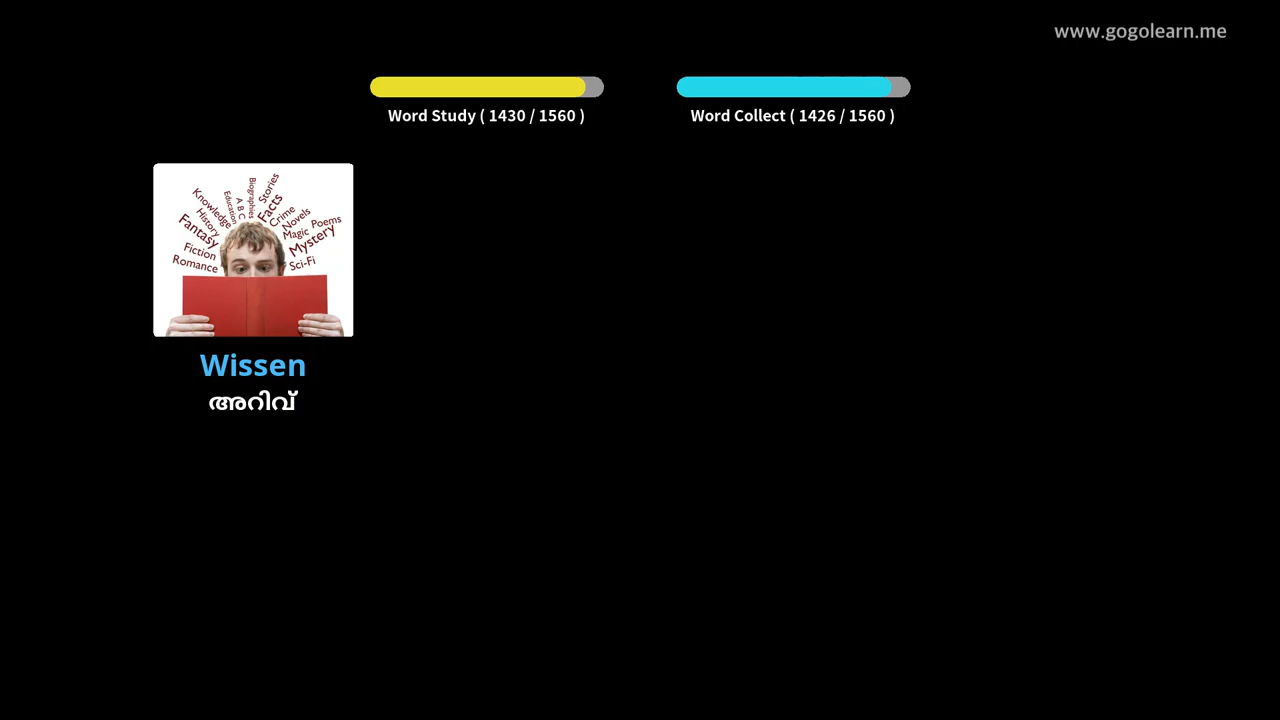 www.gogolearn.me
Word Study ( 1430 / 1560 )
Word Collect ( 1426 / 1560 )
Knowledge
History
Fantasy
Fiction
Romance
Education
A B C
Biographies
Stories
Facts
Crime
Novels
Magic
Poems
Mystery
Sci-Fi
Wissen
അറിവ്